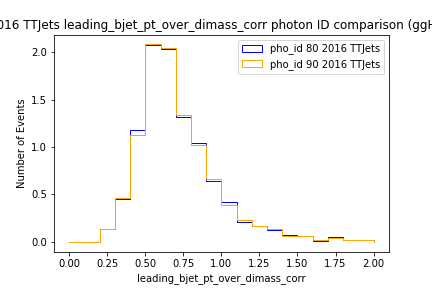 016 TTJets leading_bjet_pt_over_dimass_corr photon ID comparison (ggH
pho_id 80 2016 TTJets
pho_id 90 2016 TTJets
Number of Events
2.0
1.5
1.0
0.5
0.0
0.00 0.25 0.50 0.75 1.00 1.25 1.50 1.75 2.00
leading_bjet_pt_over_dimass_corr